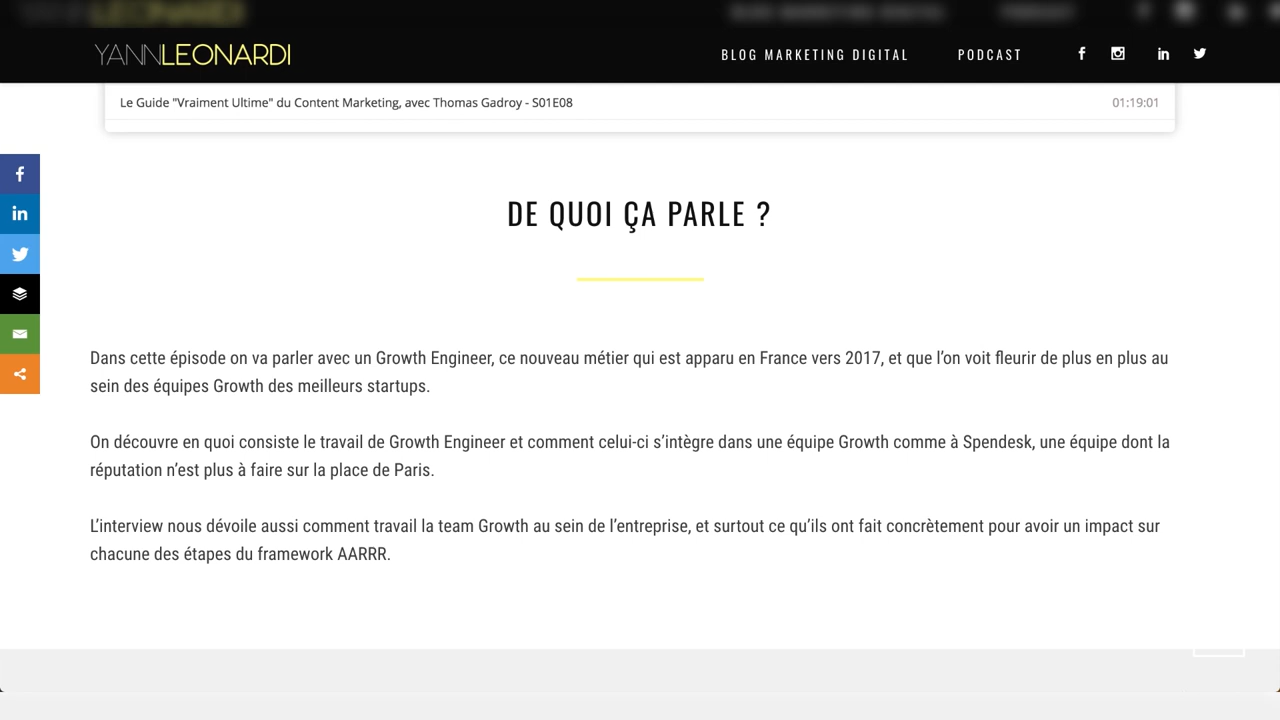 YANNLEONARDI
BLOG MARKETING DIGITAL
PODCAST
Le Guide "Vraiment Ultime" du Content Marketing, avec Thomas Gadroy - S01E08
01:19:01
DE QUOI ÇA PARLE ?
Dans cette épisode on va parler avec un Growth Engineer, ce nouveau métier qui est apparu en France vers 2017, et que l’on voit fleurir de plus en plus au
sein des équipes Growth des meilleurs startups.
On découvre en quoi consiste le travail de Growth Engineer et comment celui-ci s’intègre dans une équipe Growth comme à Spendesk, une équipe dont la
réputation n’est plus à faire sur la place de Paris.
L’interview nous dévoile aussi comment travail la team Growth au sein de l’entreprise, et surtout ce qu’ils ont fait concrètement pour avoir un impact sur
chacune des étapes du framework AARRR.